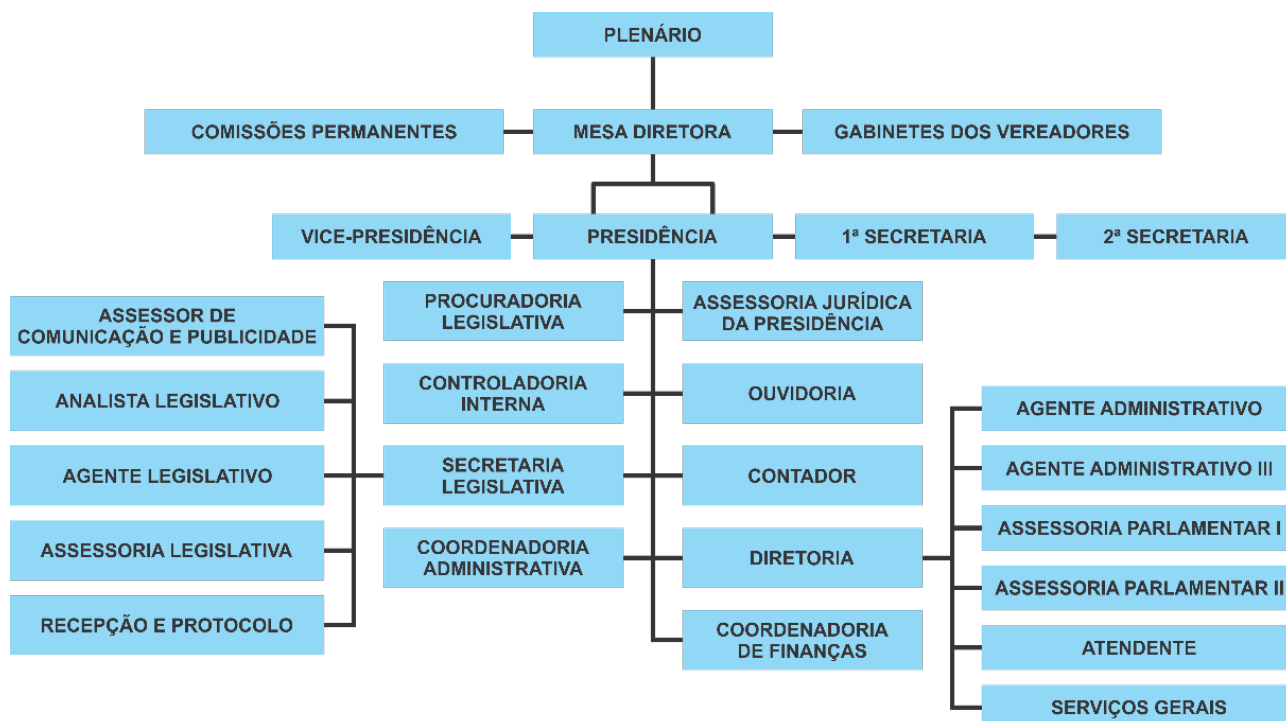 PLENÁRIO
COMISSÕES PERMANENTES
MESA DIRETORA
GABINETES DOS VEREADORES
VICE-PRESIDÊNCIA
PRESIDÊNCIA
1ª SECRETARIA
2ª SECRETARIA
ASSESSOR DE
COMUNICAÇÃO E PUBLICIDADE
ANALISTA LEGISLATIVO
AGENTE LEGISLATIVO
ASSESSORIA LEGISLATIVA
RECEPÇÃO E PROTOCOLO
PROCURADORIA
LEGISLATIVA
CONTROLADORIA
INTERNA
SECRETARIA
LEGISLATIVA
COORDENADORIA
ADMINISTRATIVA
ASSESSORIA JURÍDICA
DA PRESIDÊNCIA
OUVIDORIA
CONTADOR
DIRETORIA
COORDENADORIA
DE FINANÇAS
AGENTE ADMINISTRATIVO
AGENTE ADMINISTRATIVO III
ASSESSORIA PARLAMENTAR I
ASSESSORIA PARLAMENTAR II
ATENDENTE
SERVIÇOS GERAIS